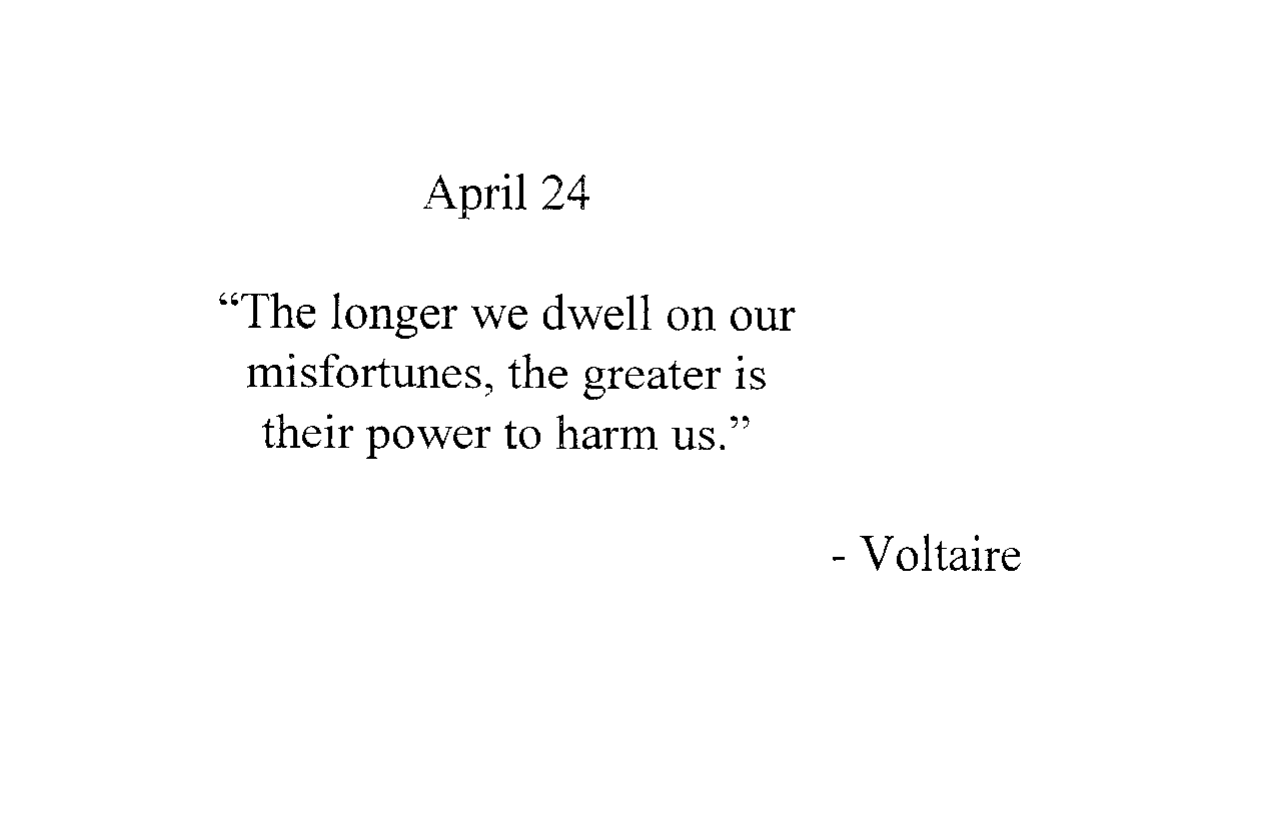 April 24
“The longer we dwell on our
misfortunes, the greater is
their power to harm us.”
- Voltaire